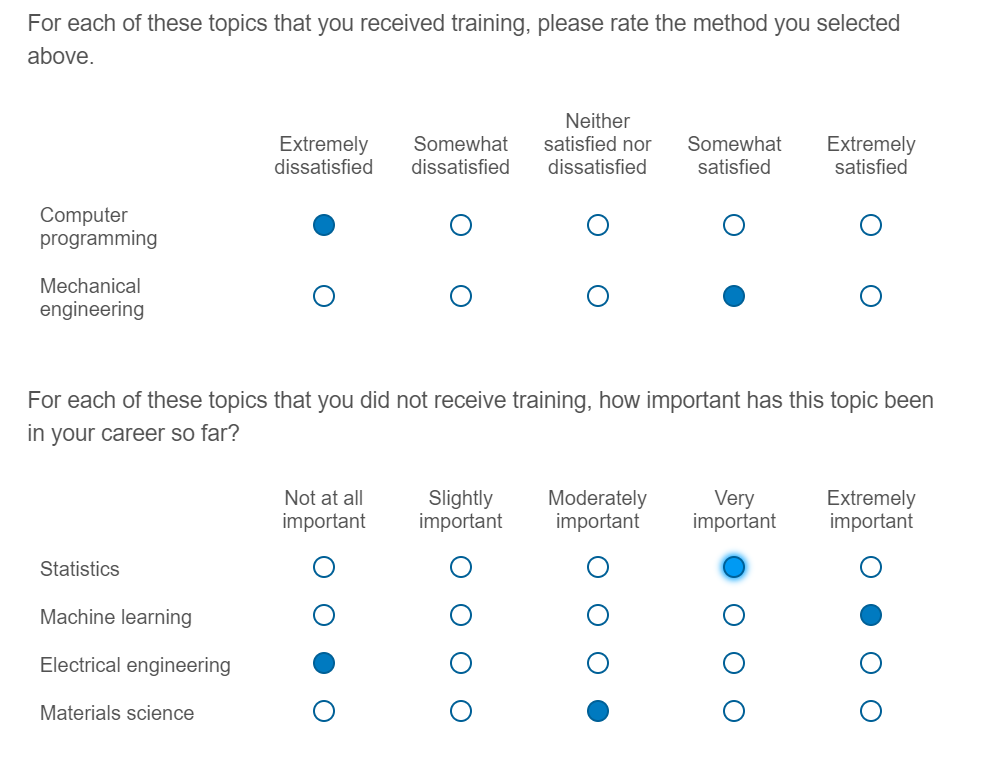 For each of these topics that you received training, please rate the method you selected
above.
Extremely dissatisfied
Somewhat dissatisfied
Neither satisfied nor dissatisfied
Somewhat satisfied
Extremely satisfied
Computer programming
Mechanical engineering
For each of these topics that you did not receive training, how important has this topic been
in your career so far?
Not at all important
Slightly important
Moderately important
Very important
Extremely important
Statistics
Machine learning
Electrical engineering
Materials science